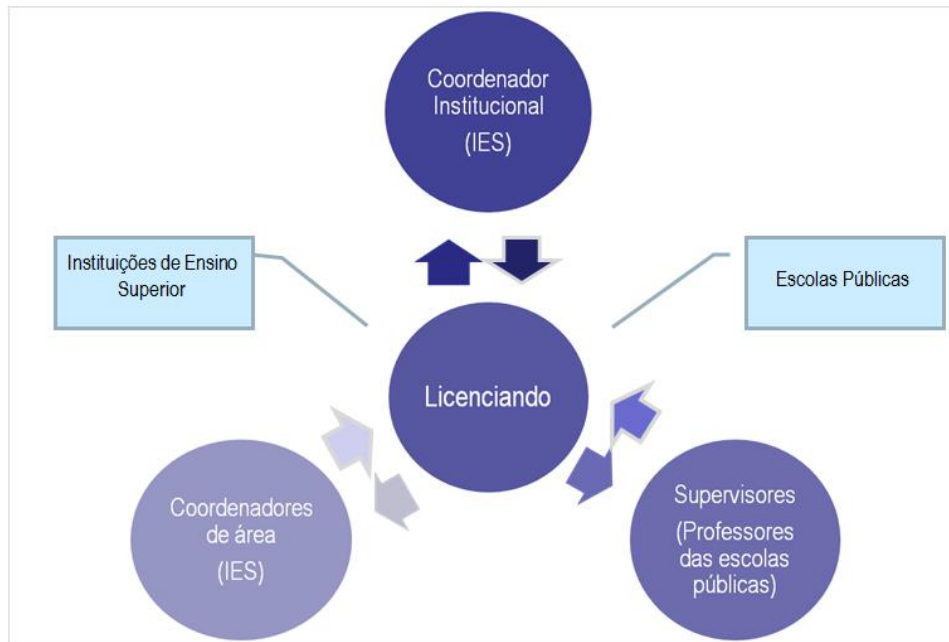 Coordenador
Institucional
(IES)
Instituições de Ensino
Superior
Escolas Públicas
Licenciando
Coordenadores
de área
(IES)
Supervisores
(Professores
das escolas
públicas)